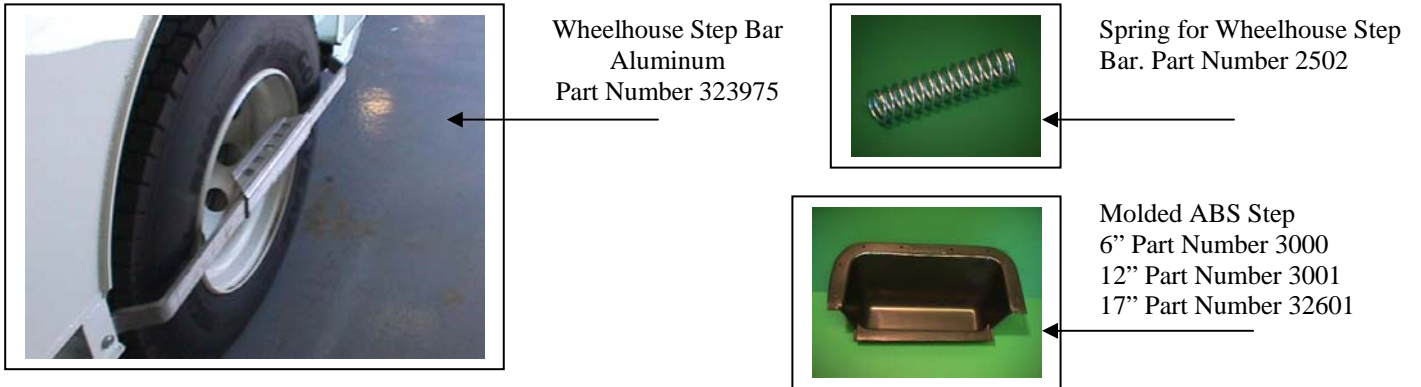 Wheelhouse Step Bar
Aluminum
Part Number 323975
Spring for Wheelhouse Step
Bar. Part Number 2502
Molded ABS Step
6” Part Number 3000
12” Part Number 3001
17” Part Number 32601